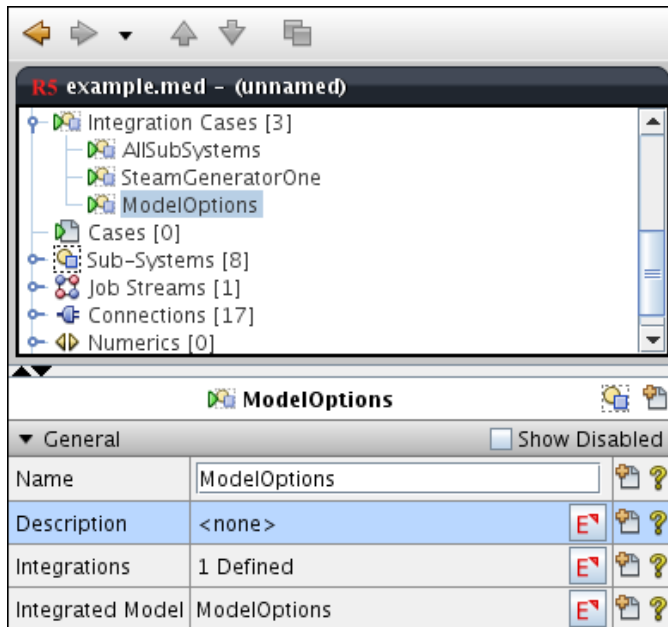 R5 example.med - (unnamed)
Integration Cases [3]
AllSubSystems
SteamGeneratorOne
ModelOptions
Cases [0]
Sub-Systems [8]
Job Streams [1]
Connections [17]
Numerics [0]
ModelOptions
General Show Disabled
Name ModelOptions ?
Description <none> E ?
Integrations 1 Defined E ?
Integrated Model ModelOptions E ?